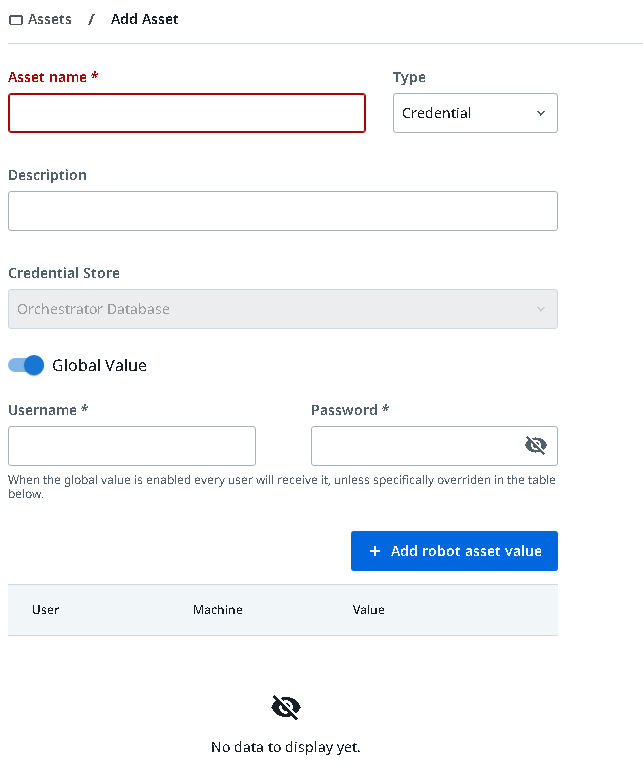 Assets / Add Asset
Asset name * Type
Credential
Description
Credential Store
Orchestrator Database
Global Value
Username * Password *
When the global value is enabled every user will receive it, unless specifically overriden in the table
below.
+ Add robot asset value
User Machine Value
No data to display yet.